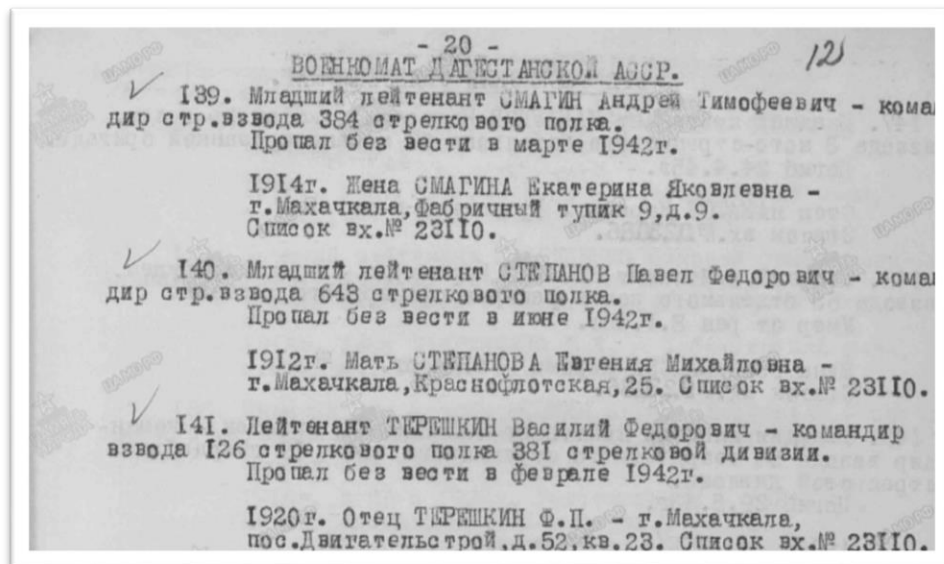 - 20 -
121
ВОЕНКОМАТ ДАГЕСТАНСКОЙ АССР.
139. Младший лейтенант СМАГИН Андрей Тимофеевич - коман
дир стр.взвода 384 стрелкового полка.
Пропал без вести в марте 1942г.
1914г. Жена СМАГИНА Екатерина Яковлевна -
г.Махачкала,Фабричный тупик 9,д.9.
Список вх.№ 23110.
140. Младший лейтенант СТЕПАНОВ Павел Федорович - коман
дир стр.взвода 643 стрелкового полка.
Пропал без вести в июне 1942г.
1912г. Мать СТЕПАНОВА Евгения Михайловна -
г.Махачкала,Краснофлотская,25. Список вх.№ 23110.
141 Лейтенант ТЕРЕШКИН Василий Федорович - командир
взвода 126 стрелкового полка 381 стрелковой дивизии.
Пропал без вести в феврале 1942г.
1920г. Отец ТЕРЕШКИН Ф.П. - г.Махачкала,
пос.Двигательстрой,д.52,кв.23. Список вх.№ 23110.
ЦАМО.РФ